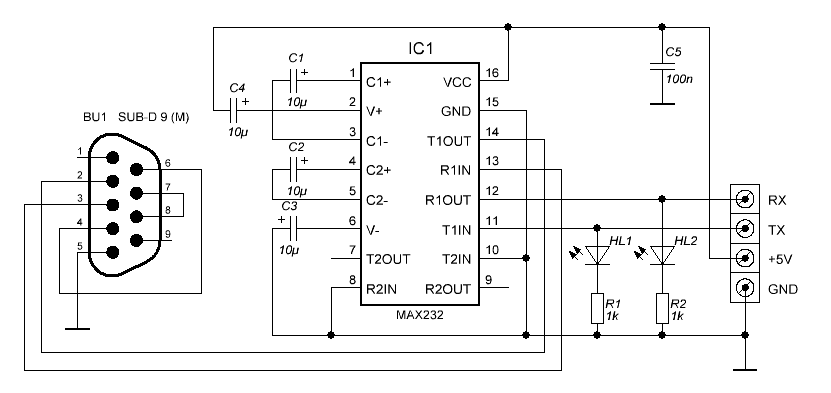 IC1
C1
+
10µ
C4
+
10µ
C5
100n
BU1 SUB-D 9 (M)
1
2
3
4
5
6
7
8
9
C2
+
10µ
C3
+
10µ
1 C1+ VCC 16
2 V+ GND 15
3 C1- T1OUT 14
4 C2+ R1IN 13
5 C2- R1OUT 12
6 V- T1IN 11
7 T2OUT T2IN 10
8 R2IN R2OUT 9
MAX232
HL1
HL2
R1
1k
R2
1k
RX
TX
+5V
GND